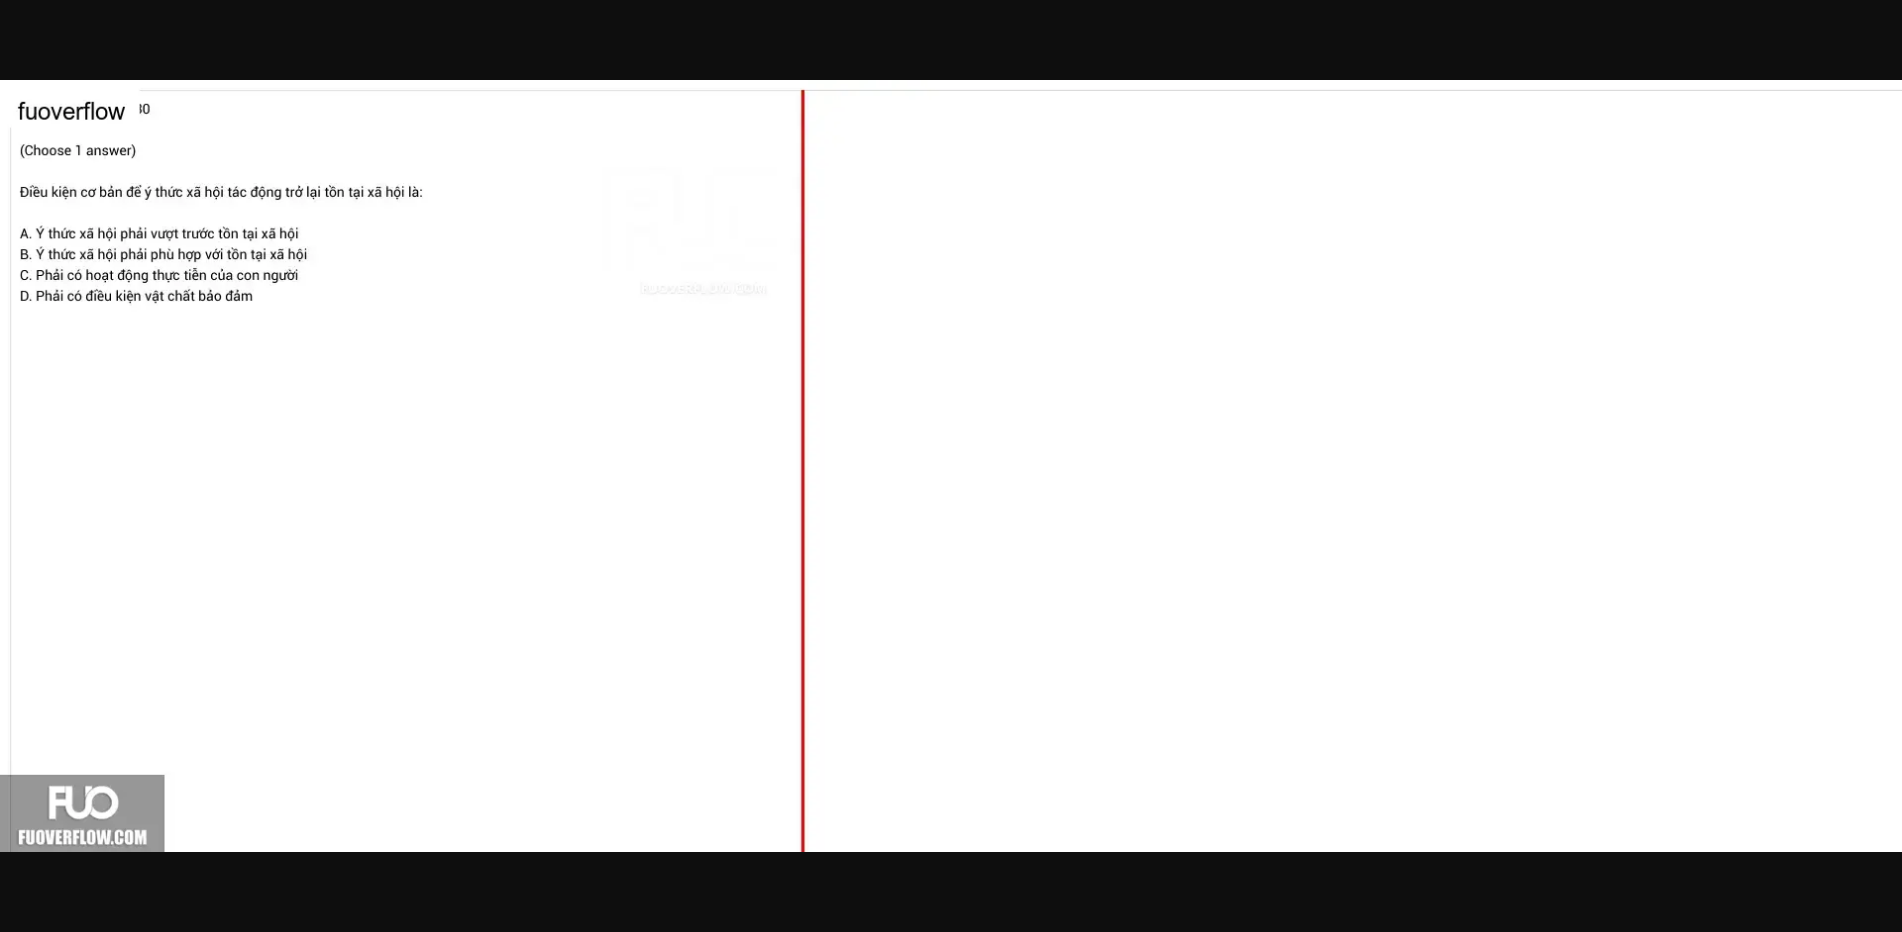 fuoverflow 30
(Choose 1 answer)
Điều kiện cơ bản để ý thức xã hội tác động trở lại tồn tại xã hội là:
A. Ý thức xã hội phải vượt trước tồn tại xã hội
B. Ý thức xã hội phải phù hợp với tồn tại xã hội
C. Phải có hoạt động thực tiễn của con người
D. Phải có điều kiện vật chất bảo đảm
FUOVERFLOW.COM
FUO
FUOVERFLOW.COM